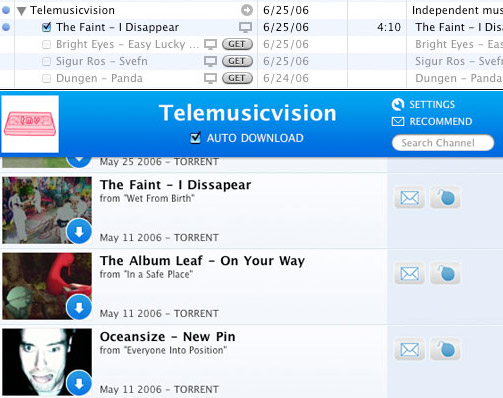 Telemusicvision 6/25/06 Independent mus
The Faint – I Disappear 6/25/06 4:10 The Faint – I Dis
Bright Eyes – Easy Lucky ... GET 6/25/06 Bright Eyes – Eas
Sigur Ros – Svefn GET 6/25/06 Sigur Ros – Svefn
Dungen – Panda GET 6/24/06 Dungen – Panda
Telemusicvision
AUTO DOWNLOAD
SETTINGS
RECOMMEND
Search Channel
May 25 2006 – TORRENT
The Faint – I Dissapear
from "Wet From Birth"
May 11 2006 – TORRENT
The Album Leaf – On Your Way
from "In a Safe Place"
May 11 2006 – TORRENT
Oceansize – New Pin
from "Everyone Into Position"
May 11 2006 – TORRENT